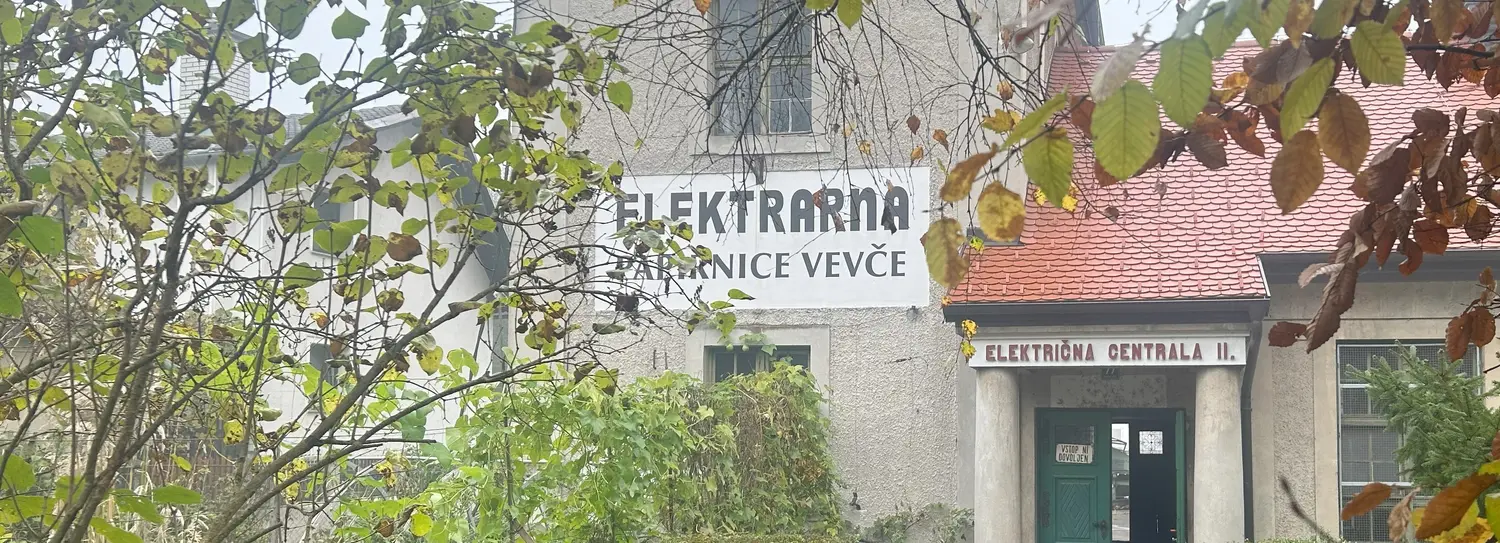 ELEKTRARNA
PAPIRNICE VEVČE
ELEKTRIČNA CENTRALA II.
VSTOP NI
DOVOLJEN